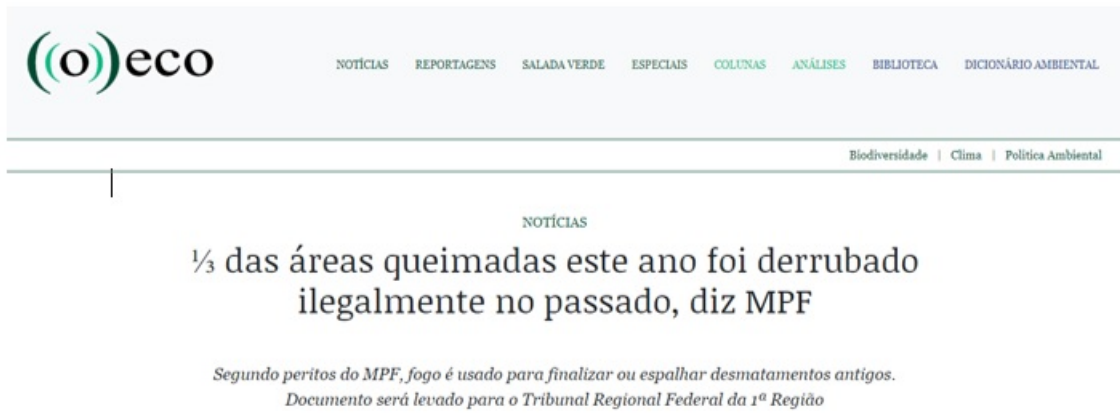 ((o))eco
NOTÍCIAS REPORTAGENS SALADA VERDE ESPECIAIS COLUNAS ANÁLISES BIBLIOTECA DICIONÁRIO AMBIENTAL
Biodiversidade | Clima | Política Ambiental
NOTÍCIAS
⅓ das áreas queimadas este ano foi derrubado
ilegalmente no passado, diz MPF
Segundo peritos do MPF, fogo é usado para finalizar ou espalhar desmatamentos antigos.
Documento será levado para o Tribunal Regional Federal da 1ª Região